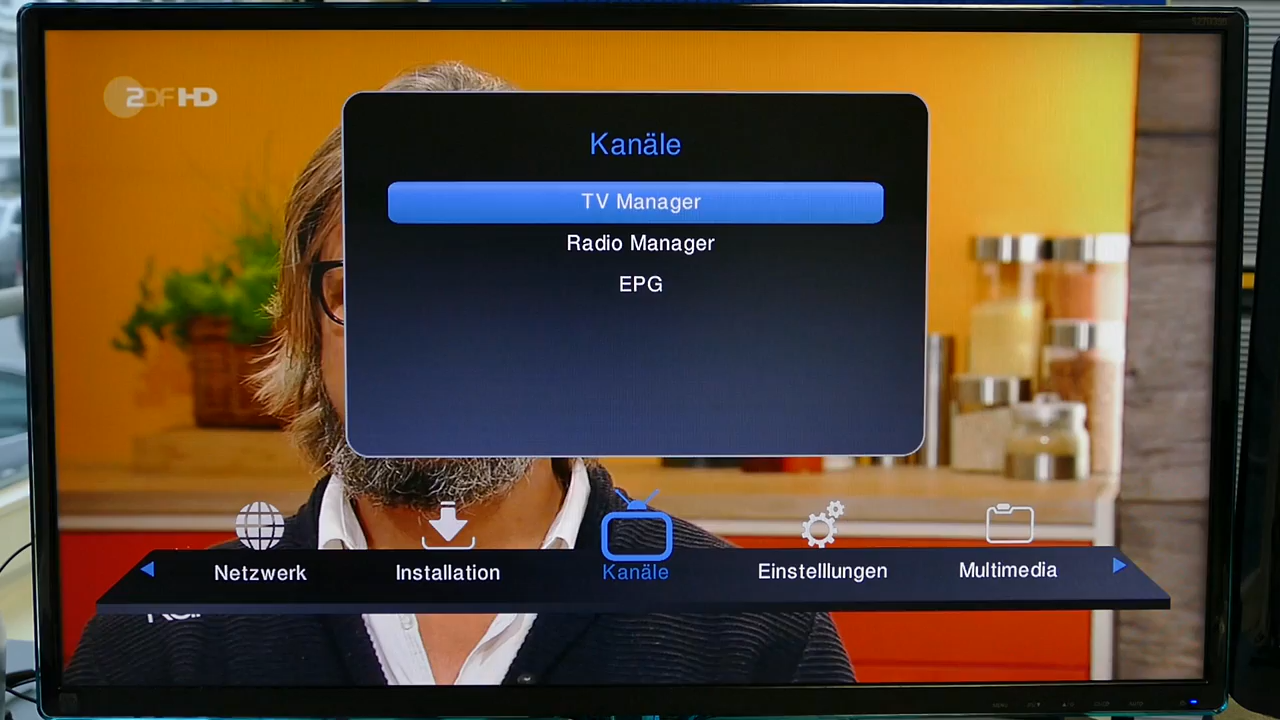 ZDF HD
Kanäle
TV Manager
Radio Manager
EPG
Netzwerk
Installation
Kanäle
Einstelllungen
Multimedia